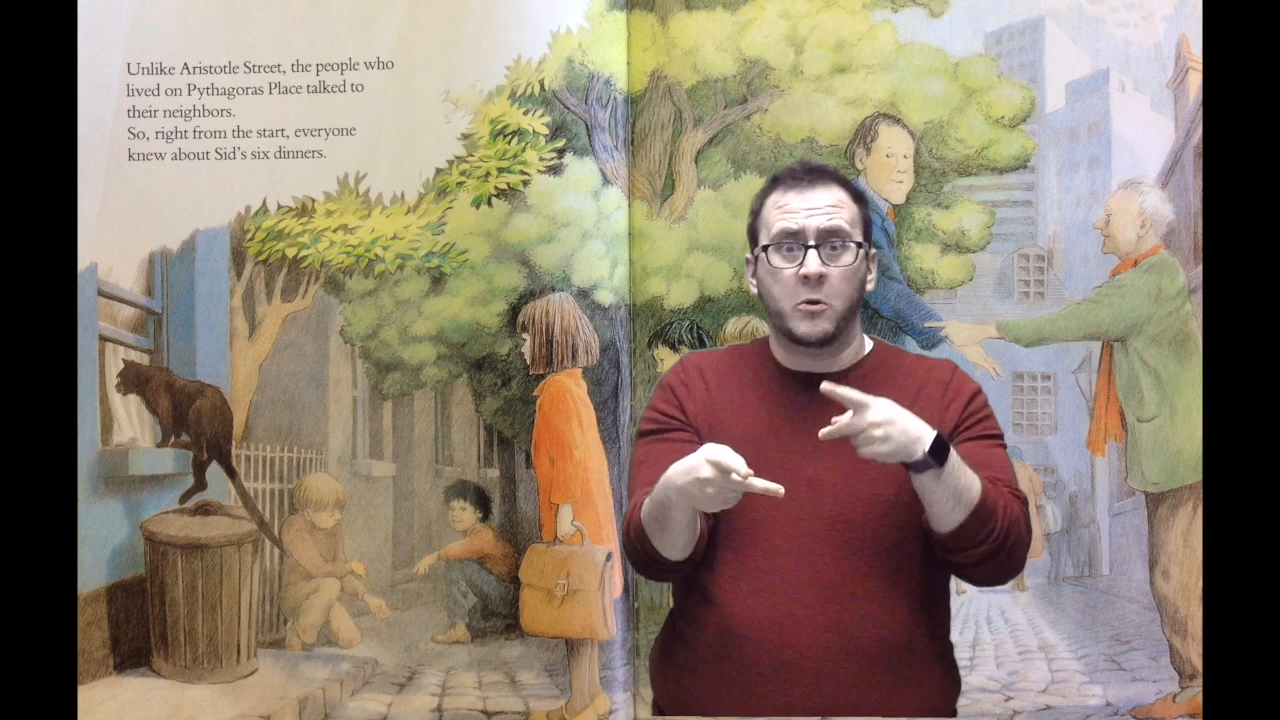 Unlike Aristotle Street, the people who
lived on Pythagoras Place talked to
their neighbors.
So, right from the start, everyone
knew about Sid's six dinners.